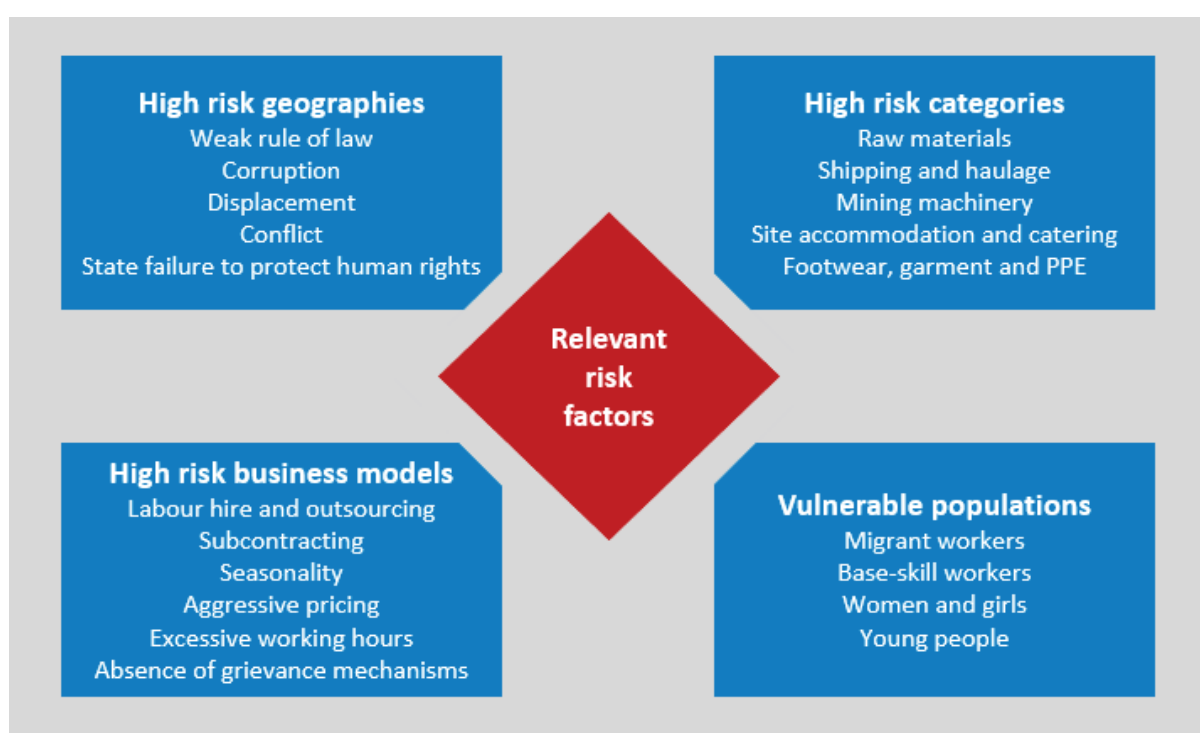 High risk geographies
Weak rule of law
Corruption
Displacement
Conflict
State failure to protect human rights
High risk categories
Raw materials
Shipping and haulage
Mining machinery
Site accommodation and catering
Footwear, garment and PPE
Relevant
risk
factors
High risk business models
Labour hire and outsourcing
Subcontracting
Seasonality
Aggressive pricing
Excessive working hours
Absence of grievance mechanisms
Vulnerable populations
Migrant workers
Base-skill workers
Women and girls
Young people